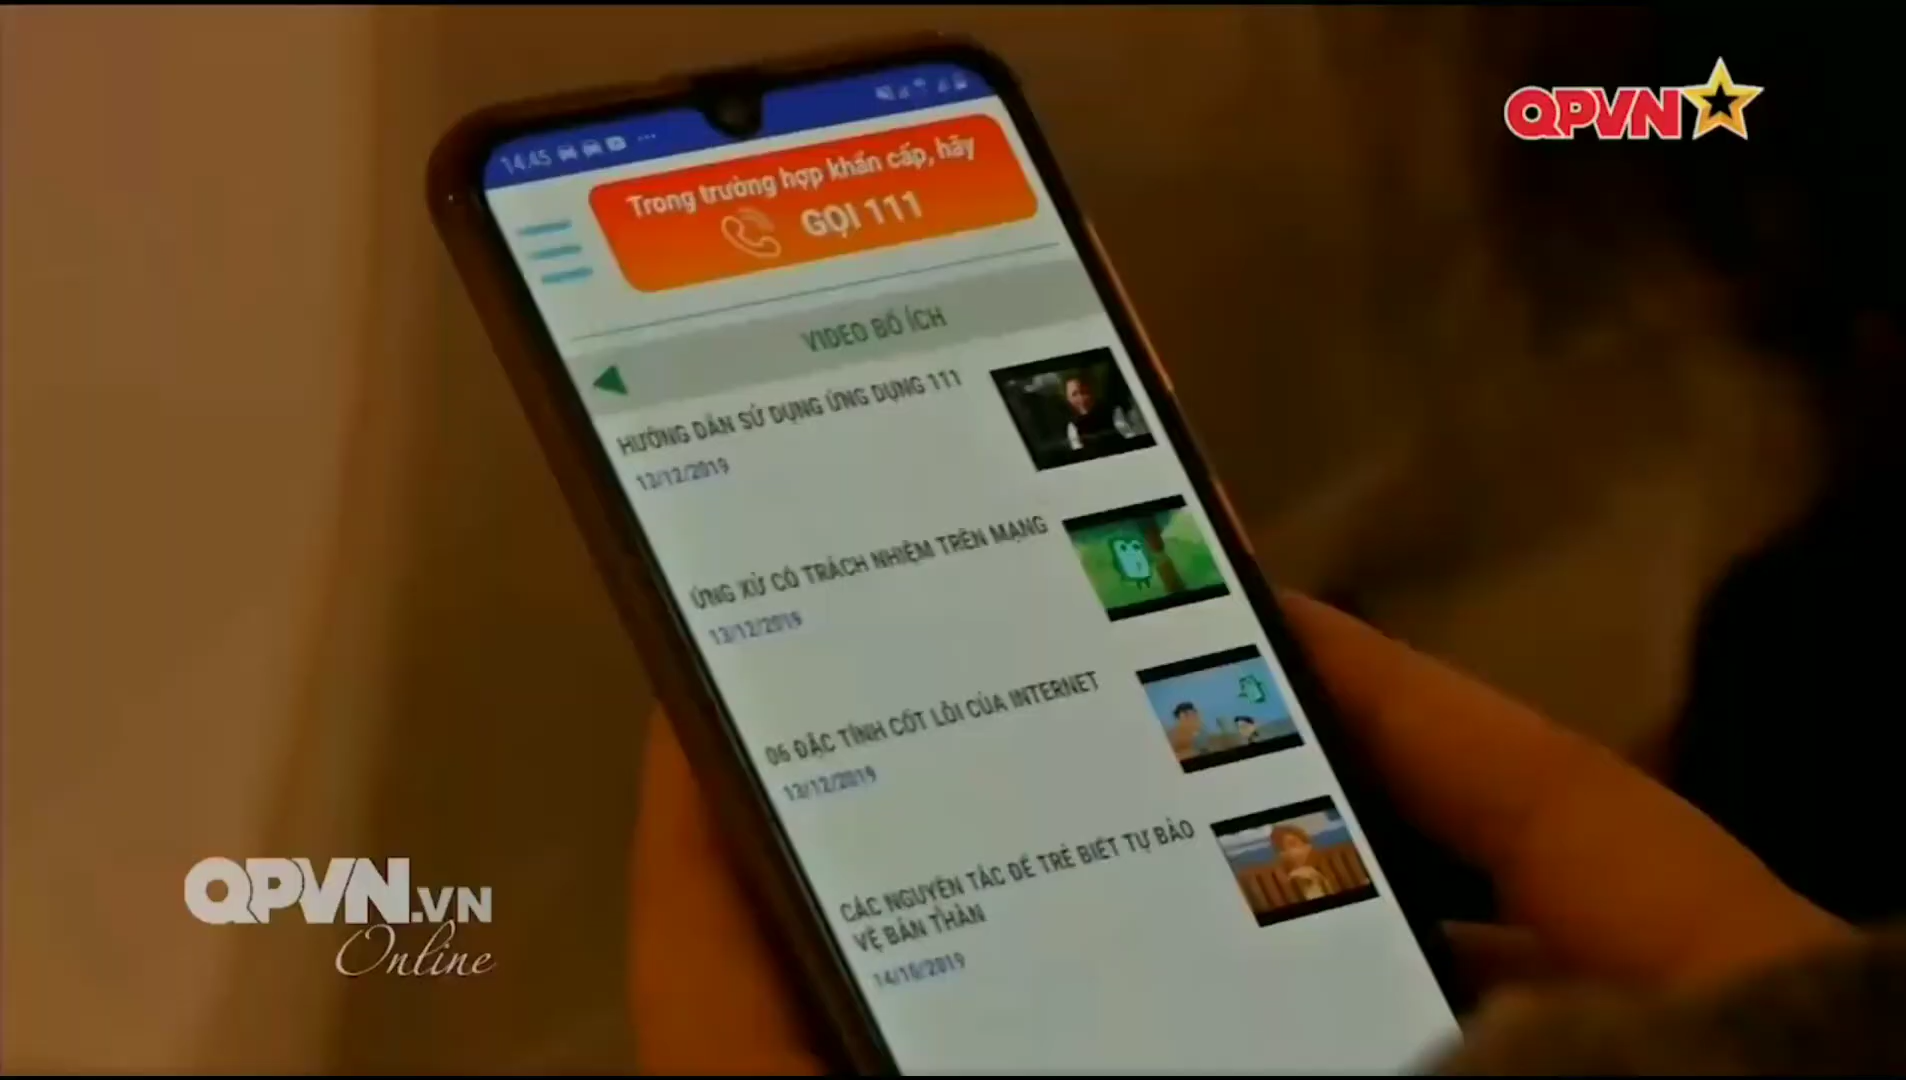 QPVN
14:45
Trong trường hợp khẩn cấp, hãy
GỌI 111
VIDEO BỔ ÍCH
HƯỚNG DẪN SỬ DỤNG ỨNG DỤNG 111
13/12/2019
ỨNG XỬ CÓ TRÁCH NHIỆM TRÊN MẠNG
13/12/2019
06 ĐẶC TÍNH CỐT LÕI CỦA INTERNET
13/12/2019
CÁC NGUYÊN TẮC ĐỂ TRẺ BIẾT TỰ BẢO
VỆ BẢN THÂN
14/10/2019
QPVN.VN
Online